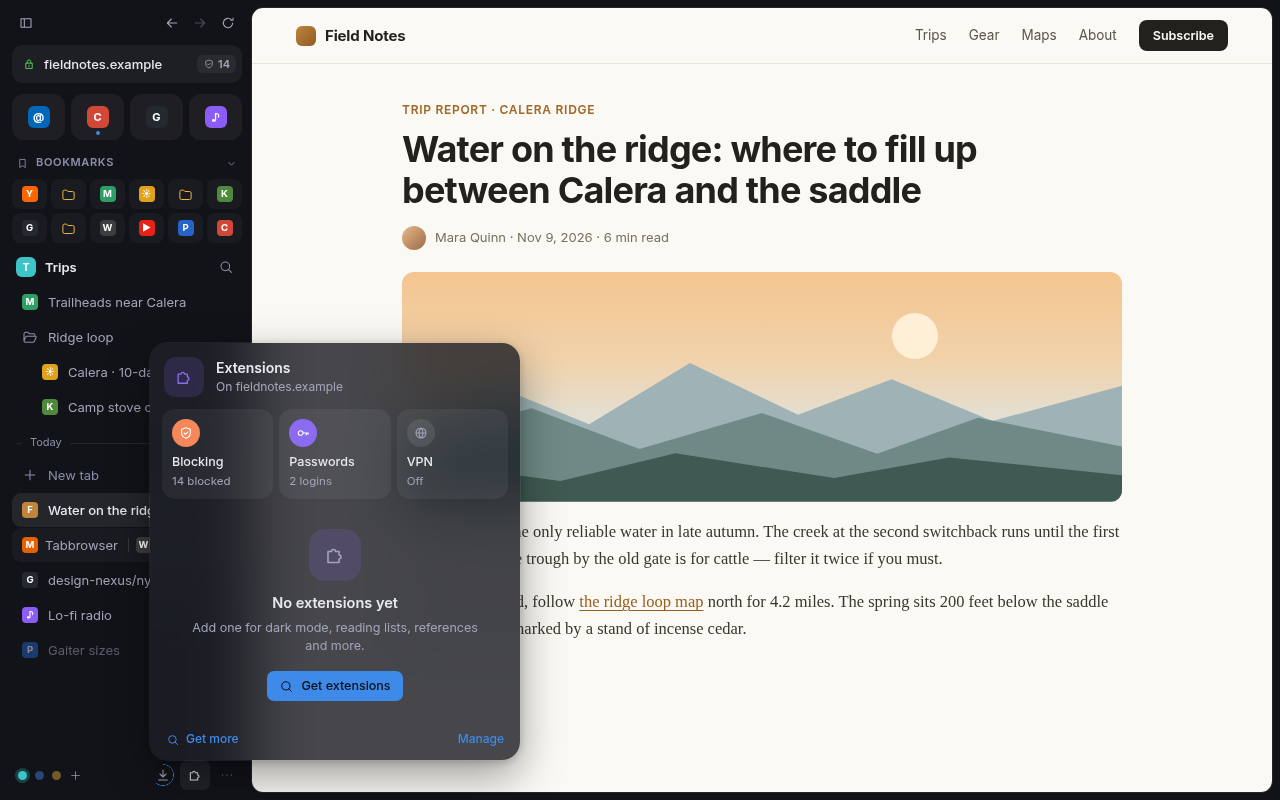 fieldnotes.example
14
@
C
G
BOOKMARKS
Y
M
K
G
W
P
C
T
Trips
M
Trailheads near Calera
Ridge loop
Calera · 10-da
K
Camp stove
Today
New tab
F
Water on the ridg
M
Tabbrowser
W
G
design-nexus/ny
Lo-fi radio
P
Gaiter sizes
Field Notes
Trips
Gear
Maps
About
Subscribe
TRIP REPORT · CALERA RIDGE
Water on the ridge: where to fill up
between Calera and the saddle
Mara Quinn · Nov 9, 2026 · 6 min read
only reliable water in late autumn. The creek at the second switchback runs until the first
trough by the old gate is for cattle — filter it twice if you must.
follow the ridge loop map north for 4.2 miles. The spring sits 200 feet below the saddle
marked by a stand of incense cedar.
Extensions
On fieldnotes.example
Blocking
14 blocked
Passwords
2 logins
VPN
Off
No extensions yet
Add one for dark mode, reading lists, references
and more.
Get extensions
Get more
Manage